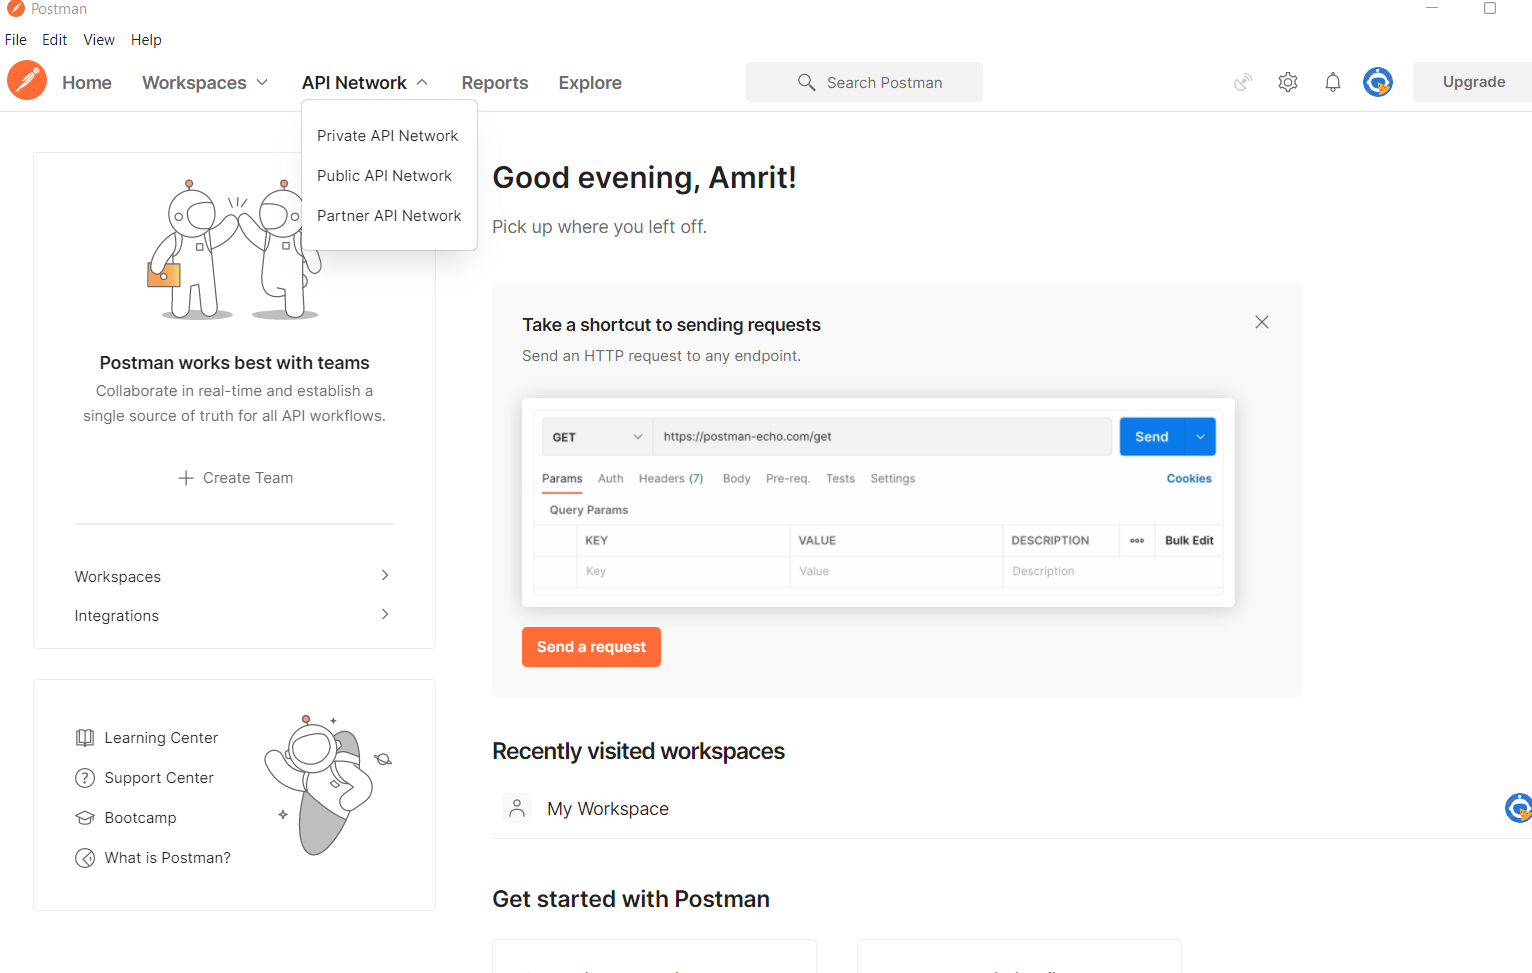 Postman
File Edit View Help
Home Workspaces API Network Reports Explore Search Postman Upgrade
Private API Network
Public API Network
Partner API Network
Postman works best with teams
Collaborate in real-time and establish a
single source of truth for all API workflows.
Create Team
Workspaces
Integrations
Learning Center
Support Center
Bootcamp
What is Postman?
Good evening, Amrit!
Pick up where you left off.
Take a shortcut to sending requests
Send an HTTP request to any endpoint.
GET https://postman-echo.com/get Send
Params Auth Headers (7) Body Pre-req. Tests Settings Cookies
Query Params
KEY VALUE DESCRIPTION ooo Bulk Edit
Key Value Description
Send a request
Recently visited workspaces
My Workspace
Get started with Postman